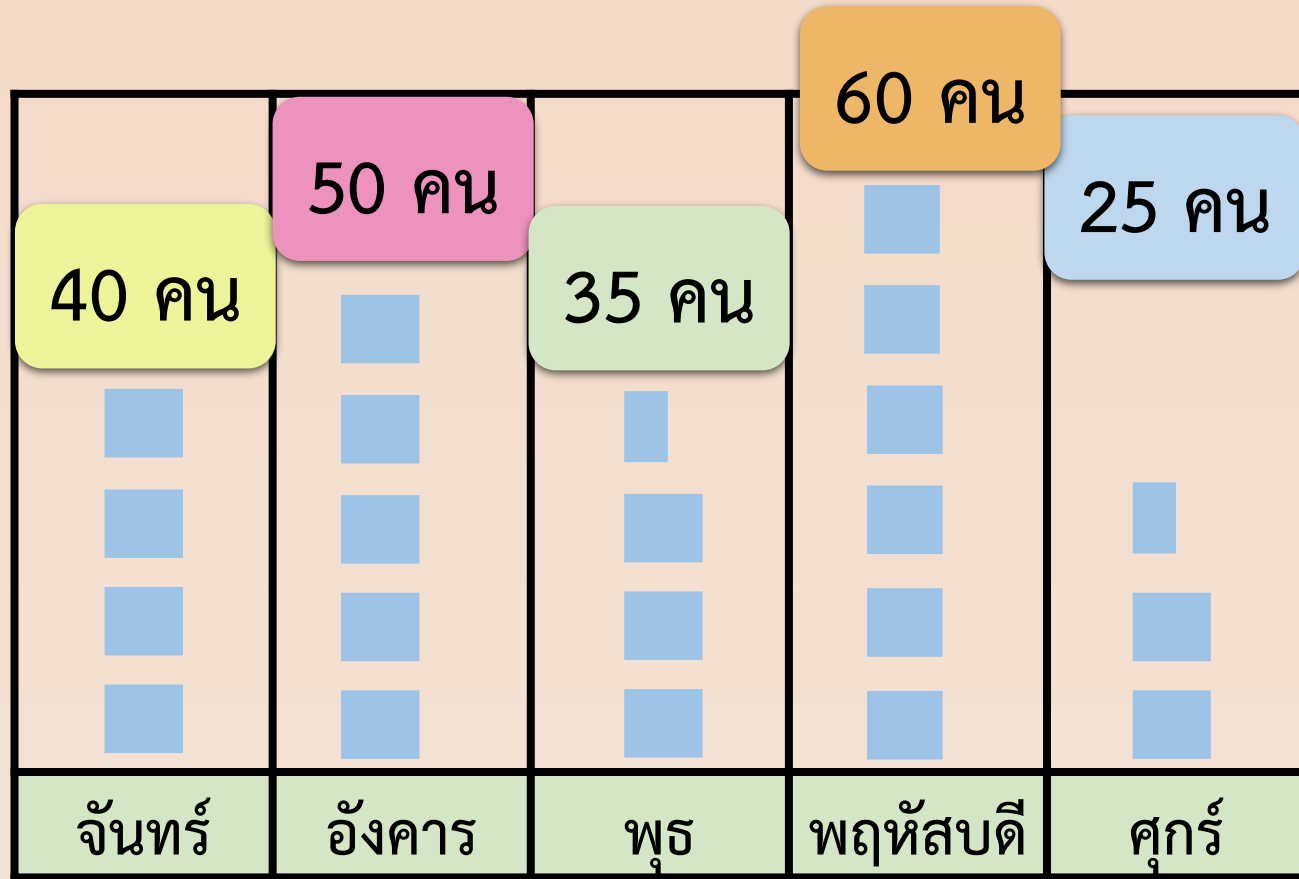 60 คน
50 คน
25 คน
40 คน
35 คน
จันทร์
อังคาร
พุธ
พฤหัสบดี
ศุกร์